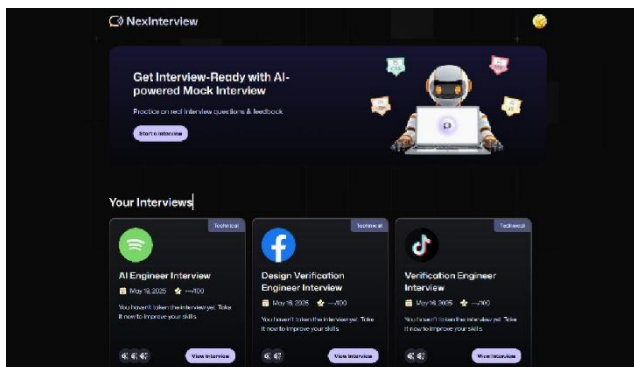 NexInterview
Get Interview-Ready with AI-
powered Mock Interview
Practice on real interview questions & feedback
Start a Interview
Your Interviews
Technical
Technical
Technical
AI Engineer Interview
May 16, 2025 ---/100
You haven't taken the interview yet. Take
it now to improve your skills.
View Interview
Design Verification
Engineer Interview
May 16, 2025 ---/100
You haven't taken the interview yet. Take
it now to improve your skills.
View Interview
Verification Engineer
Interview
May 16, 2025 ---/100
You haven't taken the interview yet. Take
it now to improve your skills.
View Interview